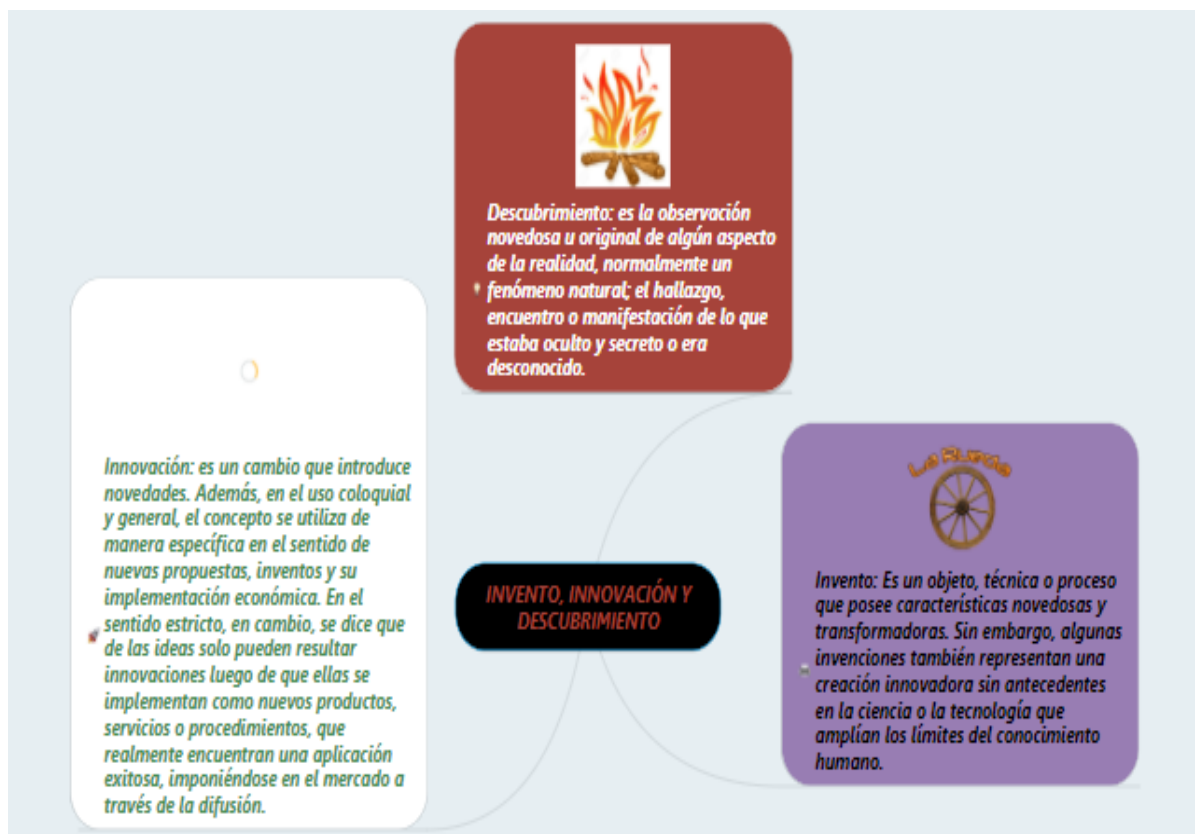 Descubrimiento: es la observación
novedosa u original de algún aspecto
de la realidad, normalmente un
fenómeno natural; el hallazgo,
encuentro o manifestación de lo que
estaba oculto y secreto o era
desconocido.
Innovación: es un cambio que introduce
novedades. Además, en el uso coloquial
y general, el concepto se utiliza de
manera específica en el sentido de
nuevas propuestas, inventos y su
implementación económica. En el
sentido estricto, en cambio, se dice que
de las ideas solo pueden resultar
innovaciones luego de que ellas se
implementan como nuevos productos,
servicios o procedimientos, que
realmente encuentran una aplicación
exitosa, imponiéndose en el mercado a
través de la difusión.
INVENTO, INNOVACIÓN Y
DESCUBRIMIENTO
La Rueda
Invento: Es un objeto, técnica o proceso
que posee características novedosas y
transformadoras. Sin embargo, algunas
invenciones también representan una
creación innovadora sin antecedentes
en la ciencia o la tecnología que
amplían los límites del conocimiento
humano.